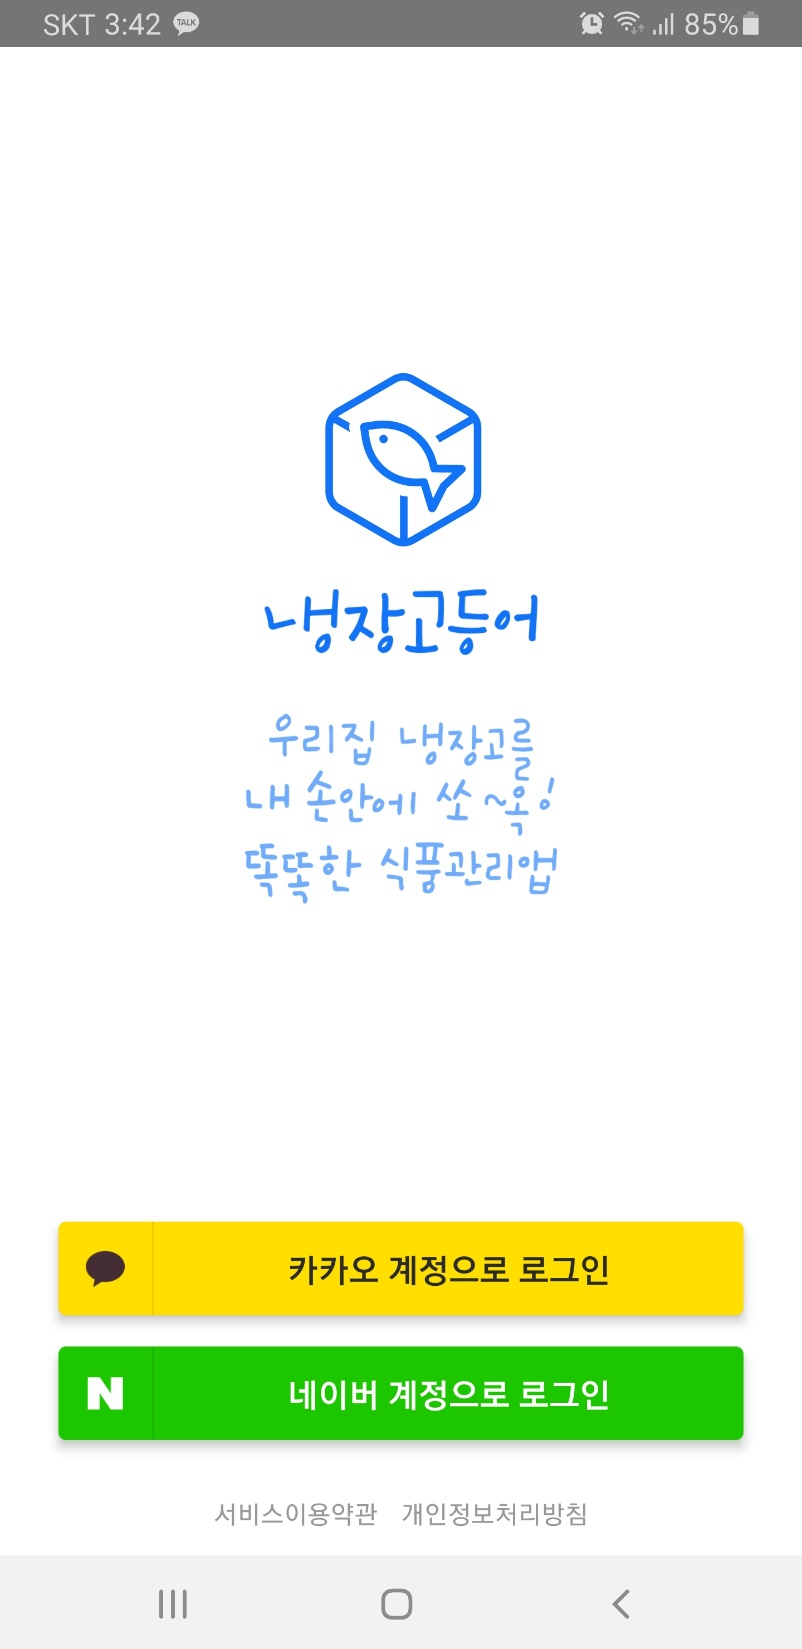 SKT 3:42 TALK 85%
냉장고등어
우리집 냉장고를
내 손안에 쏘~옥!
똑똑한 식품관리앱
카카오 계정으로 로그인
N 네이버 계정으로 로그인
서비스이용약관 개인정보처리방침